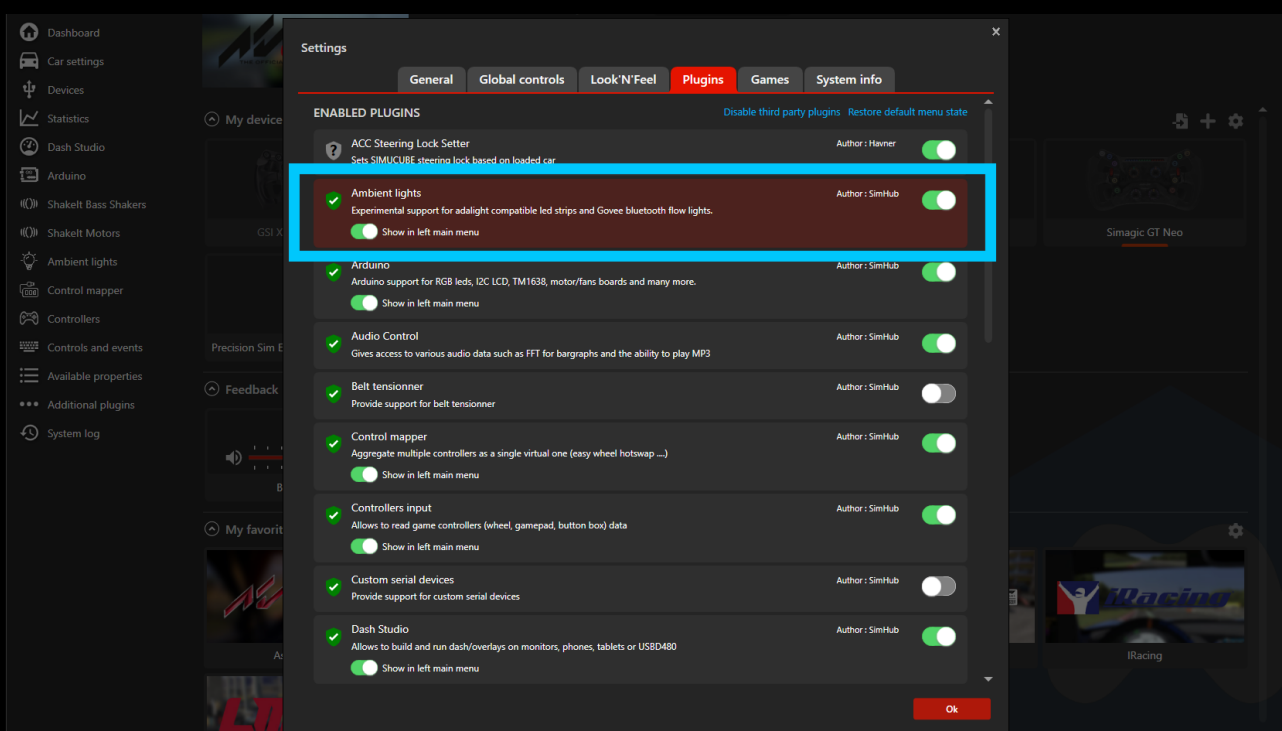 Dashboard
Car settings
Devices
Statistics
Dash Studio
Arduino
ShakeIt Bass Shakers
ShakeIt Motors
Ambient lights
Control mapper
Controllers
Controls and events
Available properties
Additional plugins
System log
My device
GSI X
Precision Sim E
Feedback
B
My favorit
As
Settings
×
General
Global controls
Look'N'Feel
Plugins
Games
System info
ENABLED PLUGINS
Disable third party plugins Restore default menu state
ACC Steering Lock Setter
Author : Havner
Sets SIMUCUBE steering lock based on loaded car
Ambient lights
Author : SimHub
Experimental support for adalight compatible led strips and Govee bluetooth flow lights.
Show in left main menu
Arduino
Author : SimHub
Arduino support for RGB leds, I2C LCD, TM1638, motor/fans boards and many more.
Show in left main menu
Audio Control
Author : SimHub
Gives access to various audio data such as FFT for bargraphs and the ability to play MP3
Belt tensionner
Author : SimHub
Provide support for belt tensionner
Control mapper
Author : SimHub
Aggregate multiple controllers as a single virtual one (easy wheel hotswap ....)
Show in left main menu
Controllers input
Author : SimHub
Allows to read game controllers (wheel, gamepad, button box) data
Show in left main menu
Custom serial devices
Author : SimHub
Provide support for custom serial devices
Dash Studio
Author : SimHub
Allows to build and run dash/overlays on monitors, phones, tablets or USBD480
Show in left main menu
Ok
Simagic GT Neo
iRacing
IRacing